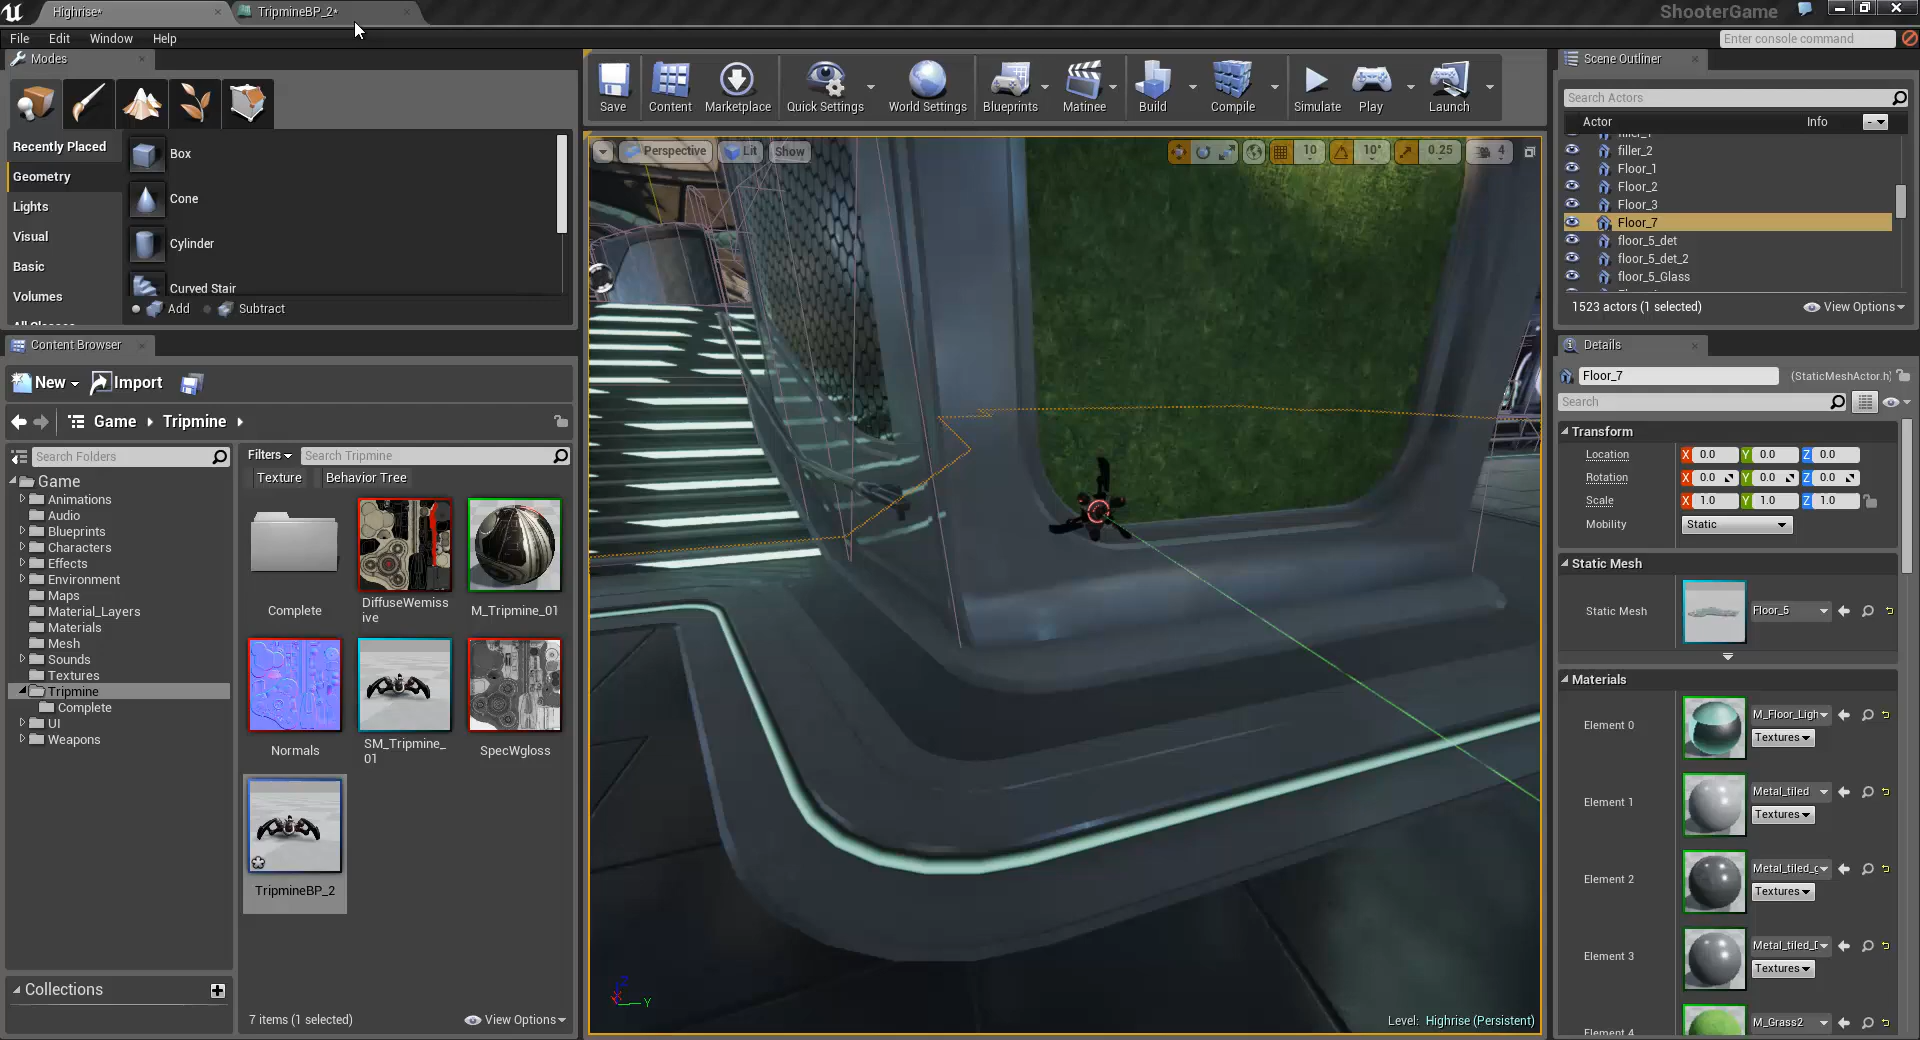 Highrise*
TripmineBP_2*
ShooterGame
File Edit Window Help
Enter console command
Modes
Recently Placed
Geometry
Lights
Visual
Basic
Volumes
Box
Cone
Cylinder
Curved Stair
Add Subtract
Content Browser
New Import
Game Tripmine
Search Folders
Filters
Search Tripmine
Texture Behavior Tree
Game
Animations
Audio
Blueprints
Characters
Effects
Environment
Maps
Material_Layers
Materials
Mesh
Sounds
Textures
Tripmine
Complete
UI
Weapons
Collections
Complete
DiffuseWemiss
ive
M_Tripmine_01
Normals
SM_Tripmine_
01
SpecWgloss
TripmineBP_2
7 items (1 selected)
View Options
Save Content Marketplace Quick Settings World Settings Blueprints Matinee Build Compile Simulate Play Launch
Perspective Lit Show
10 10° 0.25 4
Y
Level: Highrise (Persistent)
Scene Outliner
Search Actors
Actor Info
filler_2
Floor_1
Floor_2
Floor_3
Floor_7
floor_5_det
floor_5_det_2
floor_5_Glass
1523 actors (1 selected)
View Options
Details
Floor_7
(StaticMeshActor.h)
Search
Transform
Location X 0.0 Y 0.0 Z 0.0
Rotation X 0.0 Y 0.0 Z 0.0
Scale X 1.0 Y 1.0 Z 1.0
Mobility Static
Static Mesh
Static Mesh Floor_5
Materials
Element 0 M_Floor_Ligh
Textures
Element 1 Metal_tiled
Textures
Element 2 Metal_tiled_c
Textures
Element 3 Metal_tiled_D
Textures
Element 4 M_Grass2